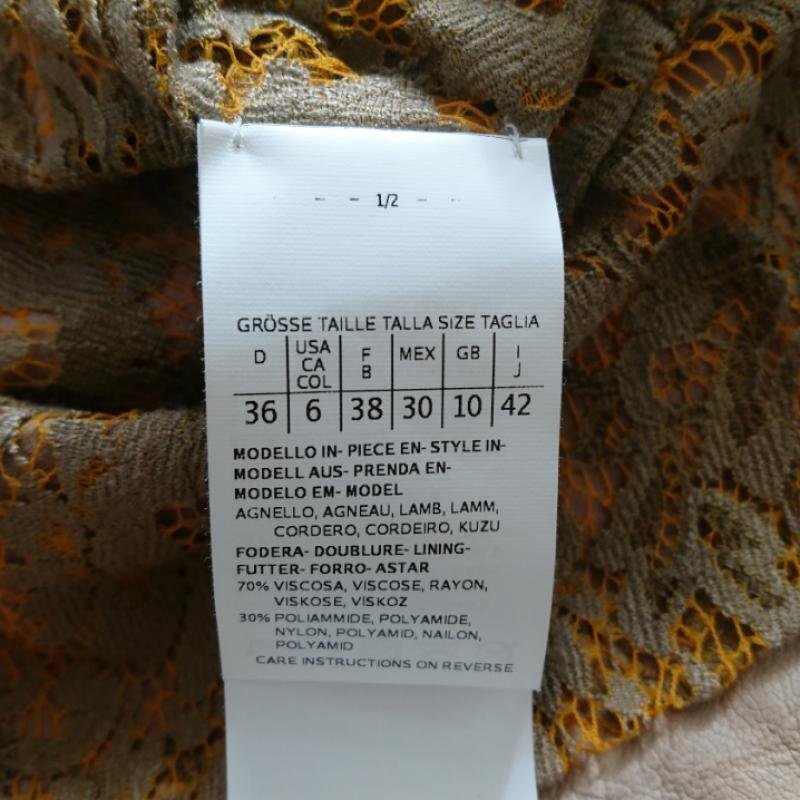 1/2
GRÖSSE TAILLE TALLA SIZE TAGLIA
D USA CA COL F B MEX GB I J
36 6 38 30 10 42
MODELLO IN- PIECE EN- STYLE IN-
MODELL AUS- PRENDA EN-
MODELO EM- MODEL
AGNELLO, AGNEAU, LAMB, LAMM,
CORDERO, CORDEIRO, KUZU
FODERA- DOUBLURE- LINING-
FUTTER- FORRO- ASTAR
70% VISCOSA, VISCOSE, RAYON,
VISKOSE, VİSKOZ
30% POLIAMMIDE, POLYAMIDE,
NYLON, POLYAMID, NAILON,
POLYAMID
CARE INSTRUCTIONS ON REVERSE